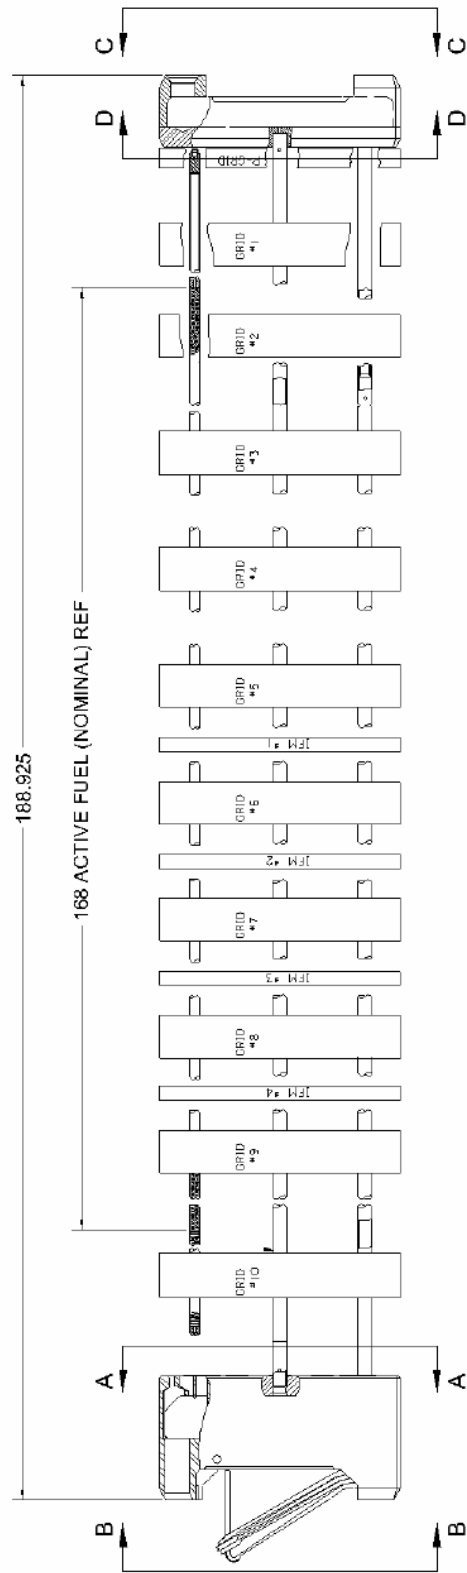 C
C
D
D
P-GRID
GRID
#1
GRID
#2
GRID
#3
GRID
#4
GRID
#5
IFM #1
GRID
#6
IFM #2
GRID
#7
IFM #3
GRID
#8
IFM #4
GRID
#9
GRID
#10
168 ACTIVE FUEL (NOMINAL) REF
188.925
A
A
B
B